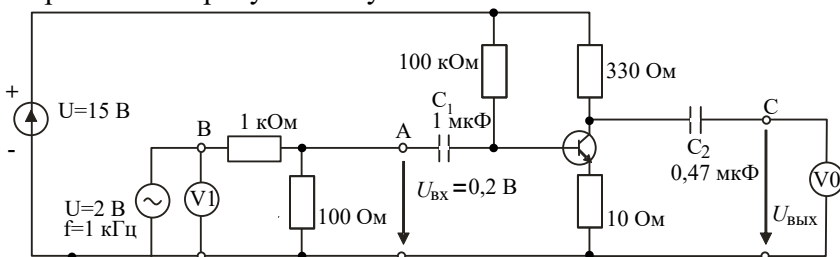 100 кОм
330 Ом
+
U=15 В
-
C1
1 мкФ
B
1 кОм
A
C
C2
0,47 мкФ
U=2 В
f=1 кГц
V1
100 Ом
Uвх =0,2 В
10 Ом
Uвых
V0